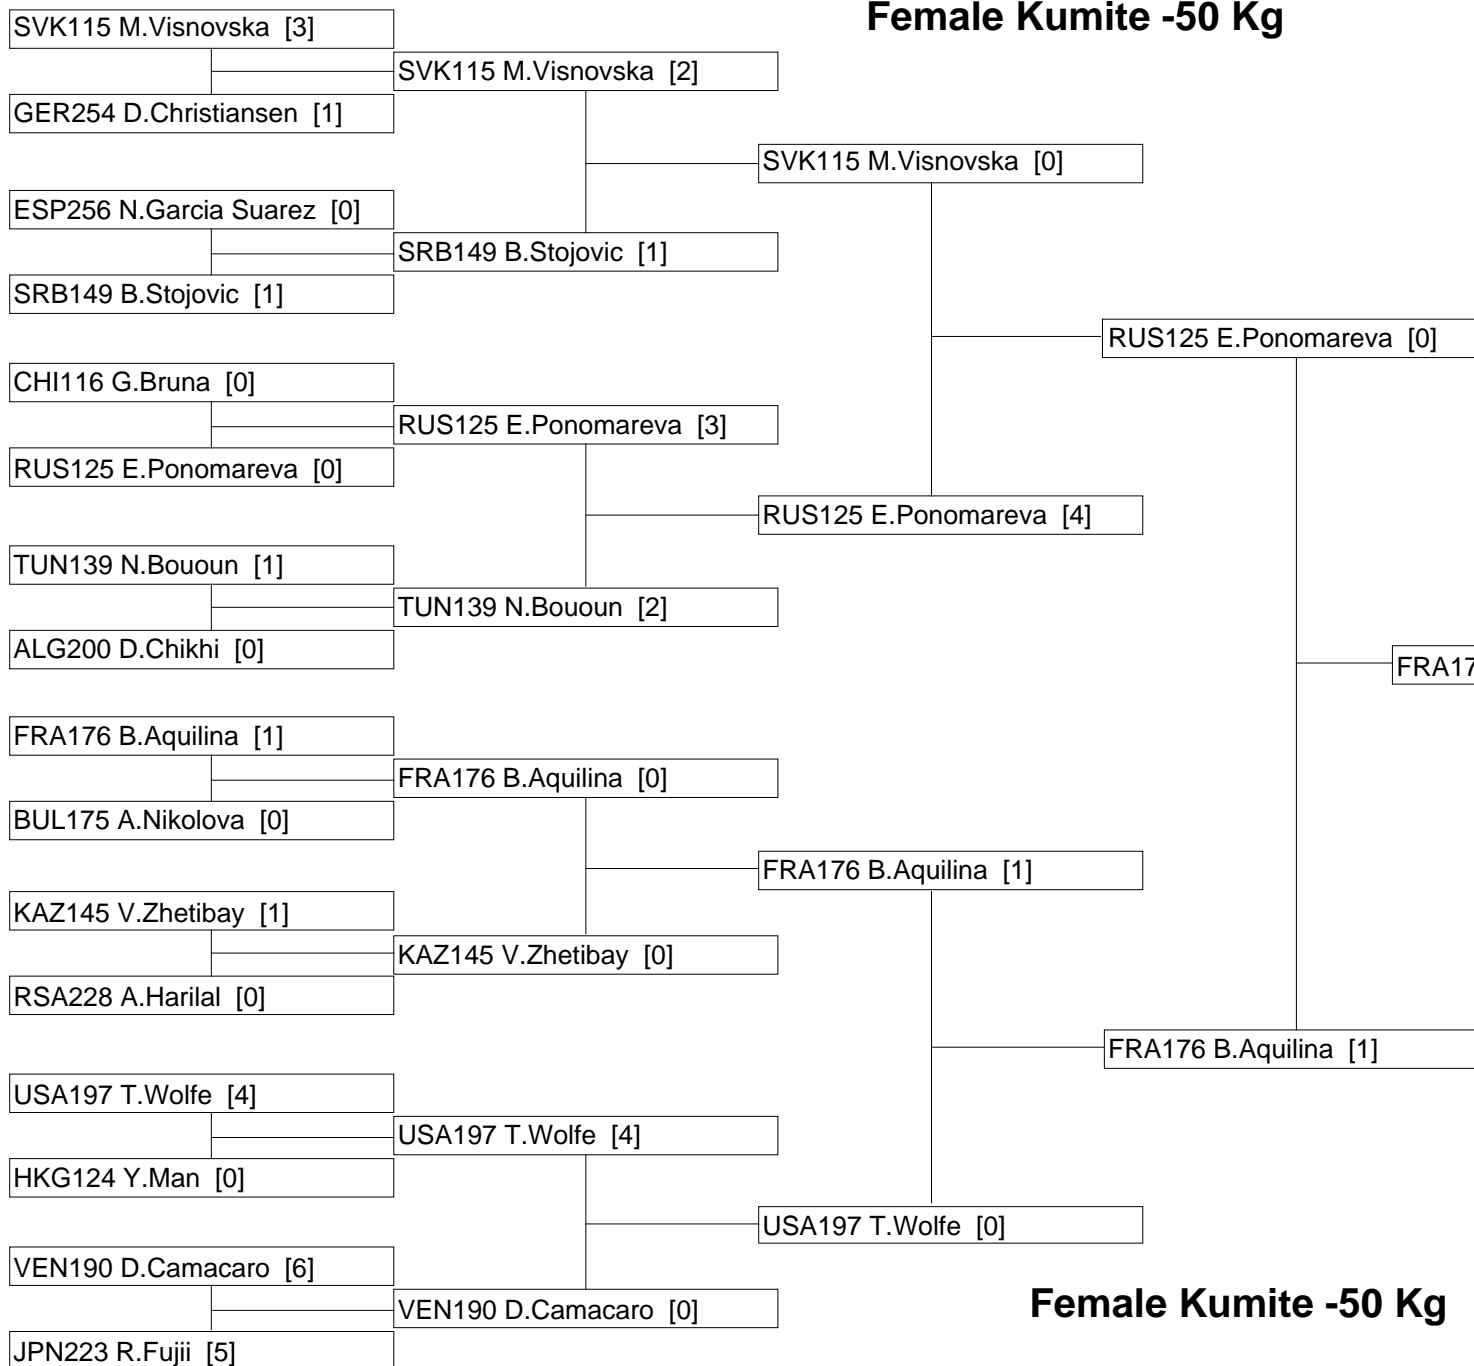 Female Kumite -50 Kg
SVK115 M.Visnovska [3]
GER254 D.Christiansen [1]
ESP256 N.Garcia Suarez [0]
SRB149 B.Stojovic [1]
CHI116 G.Bruna [0]
RUS125 E.Ponomareva [0]
TUN139 N.Bououn [1]
ALG200 D.Chikhi [0]
FRA176 B.Aquilina [1]
BUL175 A.Nikolova [0]
KAZ145 V.Zhetibay [1]
RSA228 A.Harilal [0]
USA197 T.Wolfe [4]
HKG124 Y.Man [0]
VEN190 D.Camacaro [6]
JPN223 R.Fujii [5]
SVK115 M.Visnovska [2]
SRB149 B.Stojovic [1]
RUS125 E.Ponomareva [3]
TUN139 N.Bououn [2]
FRA176 B.Aquilina [0]
KAZ145 V.Zhetibay [0]
USA197 T.Wolfe [4]
VEN190 D.Camacaro [0]
SVK115 M.Visnovska [0]
RUS125 E.Ponomareva [4]
FRA176 B.Aquilina [1]
USA197 T.Wolfe [0]
RUS125 E.Ponomareva [0]
FRA176 B.Aquilina [1]
FRA17
Female Kumite -50 Kg